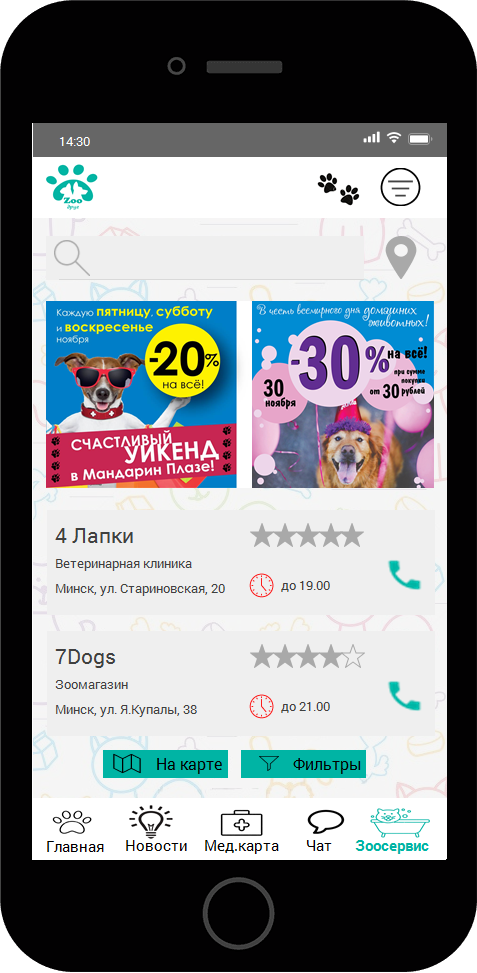 14:30
Zoo
друг
Каждую пятницу, субботу
и воскресенье
ноября
-20%
на всё!
СЧАСТЛИВЫЙ
УИКЕНД
в Мандарин Плазе!
В честь всемирного дня домашних
животных!
-30% на всё!
при сумме
покупки
от 30 рублей
30
ноября
4 Лапки
Ветеринарная клиника
Минск, ул. Стариновская, 20
до 19.00
7Dogs
Зоомагазин
Минск, ул. Я.Купалы, 38
до 21.00
На карте
Фильтры
Главная
Новости
Мед.карта
Чат
Зоосервис